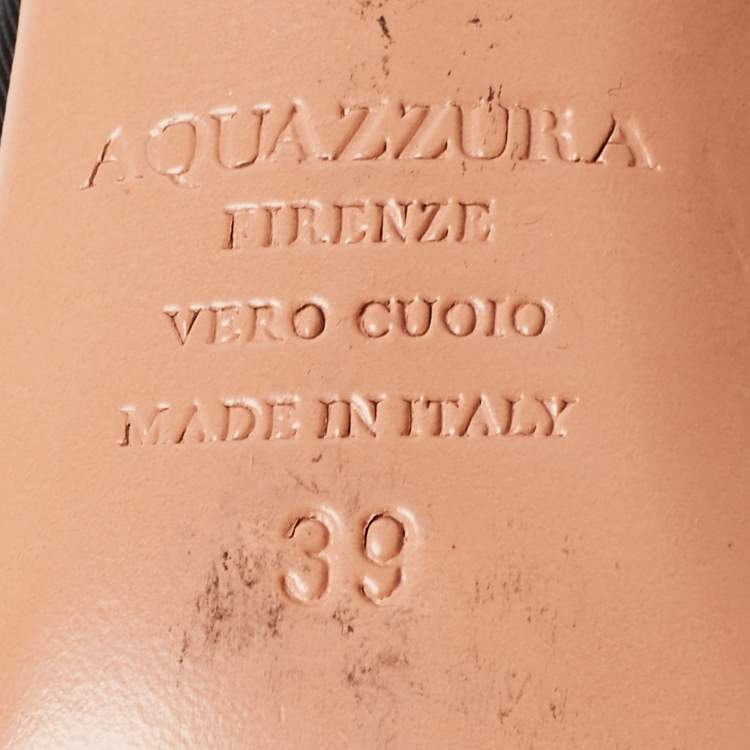 AQUAZZURA
FIRENZE
VERO CUOIO
MADE IN ITALY
39